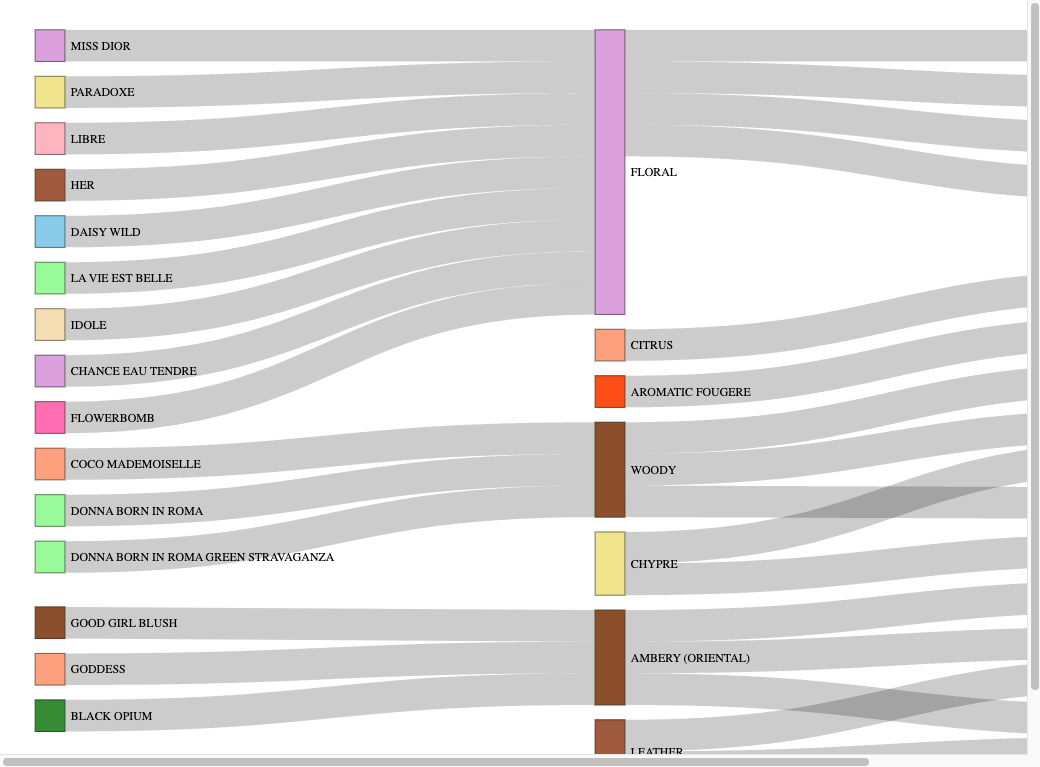 MISS DIOR
PARADOXE
LIBRE
HER
DAISY WILD
LA VIE EST BELLE
IDOLE
CHANCE EAU TENDRE
FLOWERBOMB
COCO MADEMOISELLE
DONNA BORN IN ROMA
DONNA BORN IN ROMA GREEN STRAVAGANZA
GOOD GIRL BLUSH
GODDESS
BLACK OPIUM
FLORAL
CITRUS
AROMATIC FOUGERE
WOODY
CHYPRE
AMBERY (ORIENTAL)
LEATHER